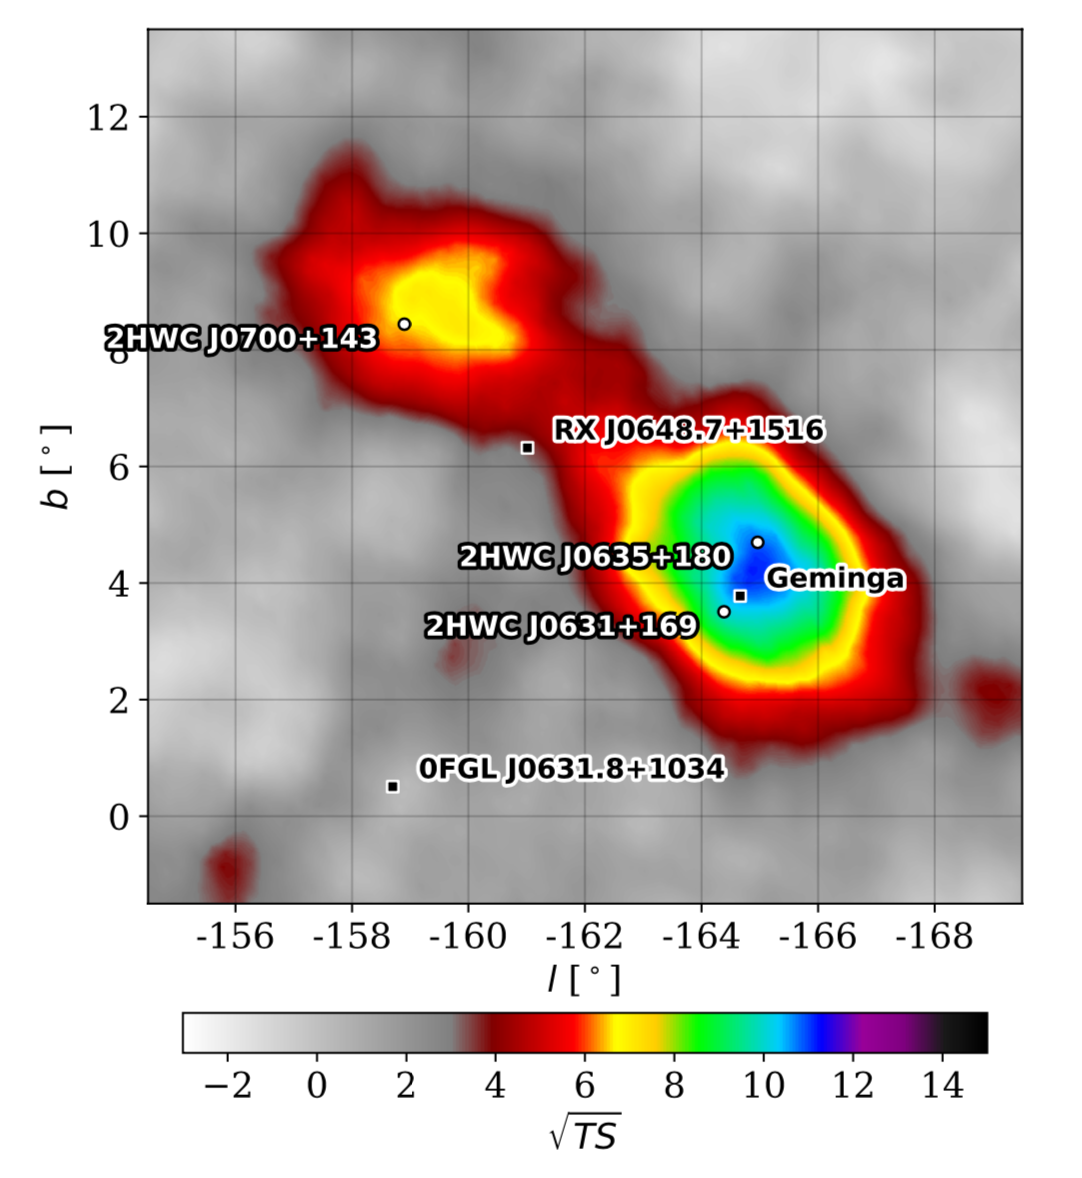 12
10
2HWC J0700+143
8
RX J0648.7+1516
b [°]
6
2HWC J0635+180
Geminga
4
2HWC J0631+169
2
0FGL J0631.8+1034
0
-156 -158 -160 -162 -164 -166 -168
l [°]
−2 0 2 4 6 8 10 12 14
√TS